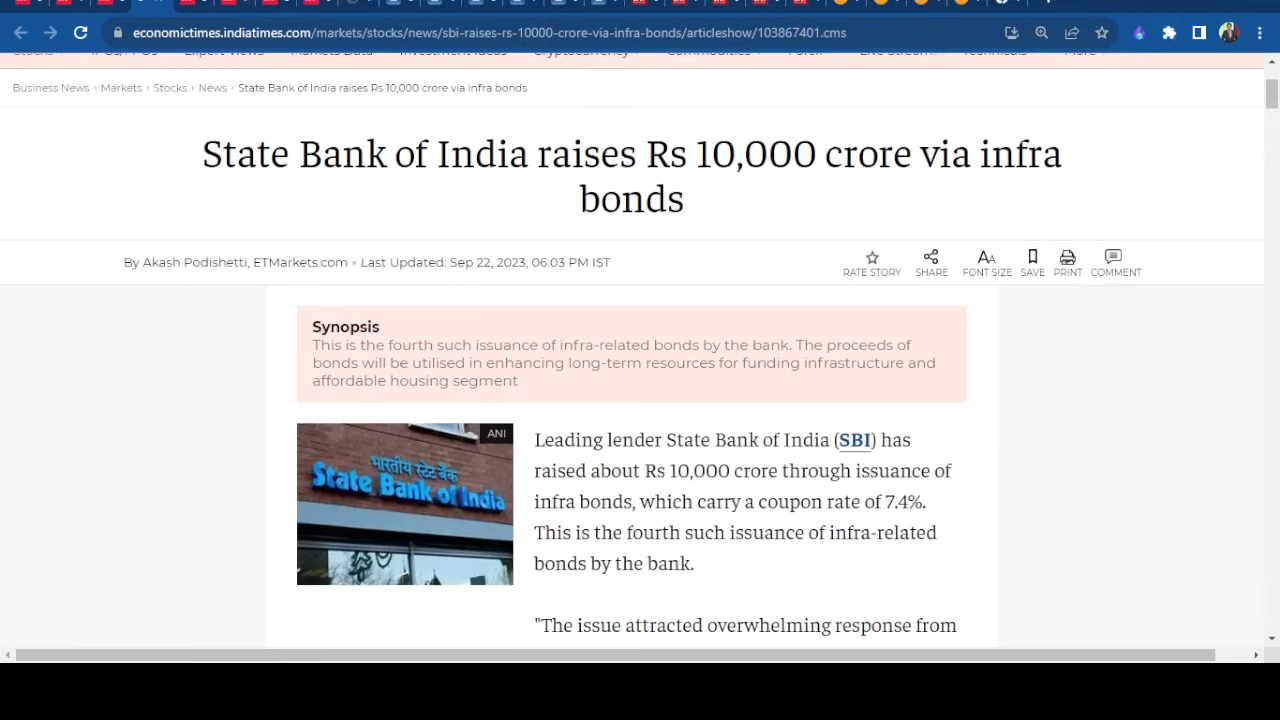 economictimes.indiatimes.com/markets/stocks/news/sbi-raises-rs-10000-crore-via-infra-bonds/articleshow/103867401.cms
Stocks IPOs/FPOs Expert Views Markets Data Investment Ideas Cryptocurrency Commodities Forex Live Stream! Technicals More
Business News › Markets › Stocks › News › State Bank of India raises Rs 10,000 crore via infra bonds
State Bank of India raises Rs 10,000 crore via infra
bonds
By Akash Podishetti, ETMarkets.com • Last Updated: Sep 22, 2023, 06:03 PM IST
RATE STORY SHARE FONT SIZE SAVE PRINT COMMENT
Synopsis
This is the fourth such issuance of infra-related bonds by the bank. The proceeds of
bonds will be utilised in enhancing long-term resources for funding infrastructure and
affordable housing segment
ANI
भारतीय स्टेट बैंक
State Bank of India
Leading lender State Bank of India (SBI) has
raised about Rs 10,000 crore through issuance of
infra bonds, which carry a coupon rate of 7.4%.
This is the fourth such issuance of infra-related
bonds by the bank.
"The issue attracted overwhelming response from